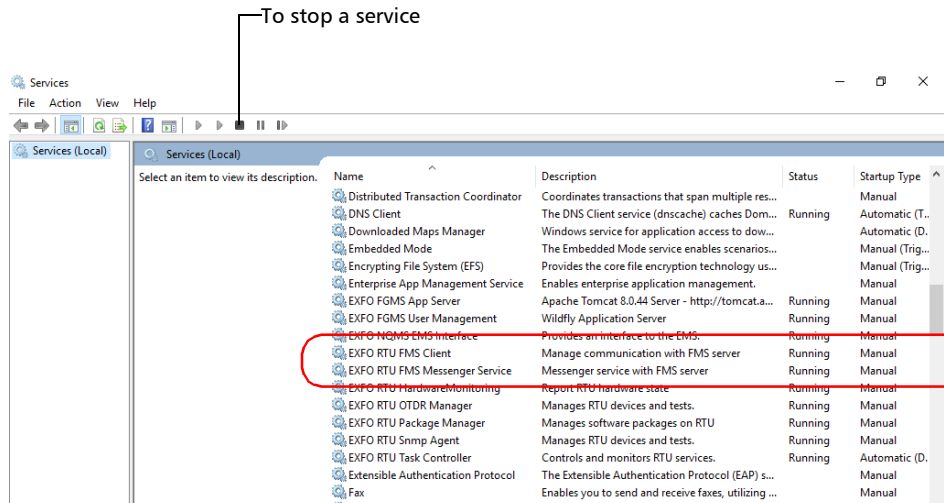 To stop a service
Services
File Action View Help
Services (Local)
Services (Local)
Select an item to view its description.
Name Description Status Startup Type
Distributed Transaction Coordinator Coordinates transactions that span multiple res... Manual
DNS Client The DNS Client service (dnscache) caches Dom... Running Automatic (T..
Downloaded Maps Manager Windows service for application access to dow... Automatic (D.
Embedded Mode The Embedded Mode service enables scenarios... Manual (Trig...
Encrypting File System (EFS) Provides the core file encryption technology us... Manual (Trig...
Enterprise App Management Service Enables enterprise application management. Manual
EXFO FGMS App Server Apache Tomcat 8.0.44 Server - http://tomcat.a... Running Manual
EXFO FGMS User Management Wildfly Application Server Running Manual
EXFO NQMS EMS Interface Provides an interface to the EMS. Running Manual
EXFO RTU FMS Client Manage communication with FMS server Running Manual
EXFO RTU FMS Messenger Service Messenger service with FMS server Running Manual
EXFO RTU HardwareMonitoring Report RTU hardware state Running Manual
EXFO RTU OTDR Manager Manages RTU devices and tests. Running Manual
EXFO RTU Package Manager Manages software packages on RTU Running Manual
EXFO RTU Snmp Agent Manages RTU devices and tests. Running Manual
EXFO RTU Task Controller Controls and monitors RTU services. Running Automatic (D.
Extensible Authentication Protocol The Extensible Authentication Protocol (EAP) s... Manual
Fax Enables you to send and receive faxes, utilizing ... Manual